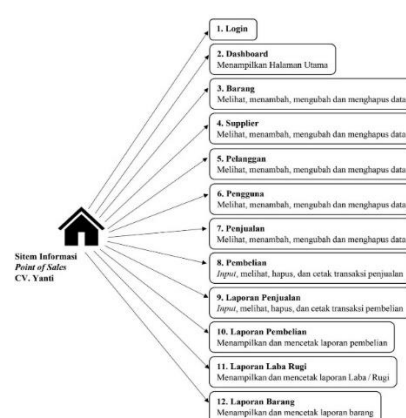 1. Login
2. Dashboard
Menampilkan Halaman Utama
3. Barang
Melihat, menambah, mengubah dan menghapus data
4. Supplier
Melihat, menambah, mengubah dan menghapus data
5. Pelanggan
Melihat, menambah, mengubah dan menghapus data
6. Pengguna
Melihat, menambah, mengubah dan menghapus data
7. Penjualan
Melihat, menambah, mengubah dan menghapus data
8. Pembelian
Input, melihat, hapus, dan cetak transaksi penjualan
9. Laporan Penjualan
Input, melihat, hapus, dan cetak transaksi pembelian
10. Laporan Pembelian
Menampilkan dan mencetak laporan pembelian
11. Laporan Laba Rugi
Menampilkan dan mencetak laporan Laba / Rugi
12. Laporan Barang
Menampilkan dan mencetak laporan barang
Sitem Informasi
Point of Sales
CV. Yanti